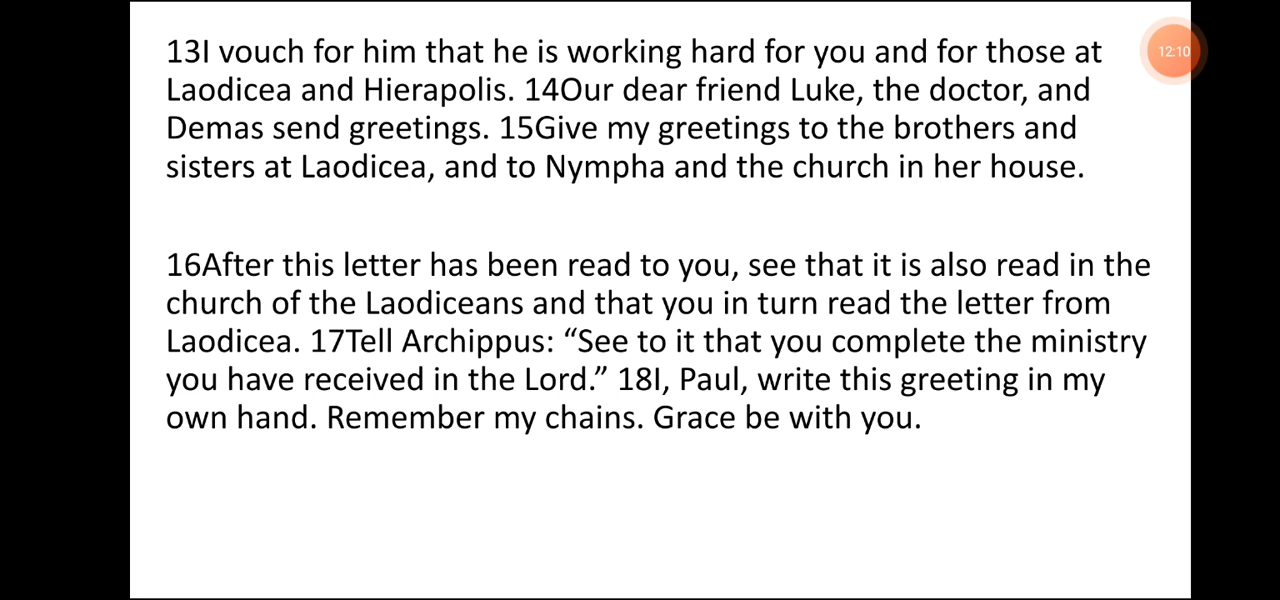 13I vouch for him that he is working hard for you and for those at
Laodicea and Hierapolis. 14Our dear friend Luke, the doctor, and
Demas send greetings. 15Give my greetings to the brothers and
sisters at Laodicea, and to Nympha and the church in her house.
16After this letter has been read to you, see that it is also read in the
church of the Laodiceans and that you in turn read the letter from
Laodicea. 17Tell Archippus: “See to it that you complete the ministry
you have received in the Lord.” 18I, Paul, write this greeting in my
own hand. Remember my chains. Grace be with you.
12:10